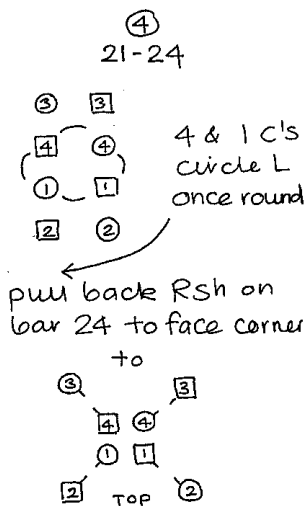 ④
21-24
③ 3
4 ④
① 1
2 ②
4 & 1 C's
circle L
once round
pull back RSh on
bar 24 to face corner
to
③ 3
4 ④
① 1
2 ②
TOP